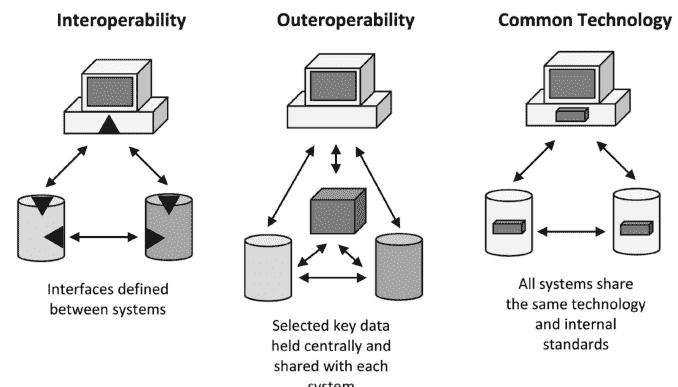 Interoperability
Interfaces defined
between systems
Outeroperability
Selected key data
held centrally and
shared with each
system
Common Technology
All systems share
the same technology
and internal
standards